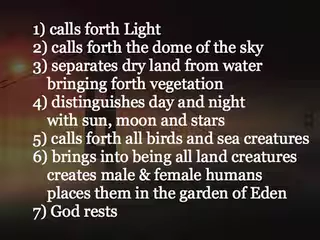 1) calls forth Light
2) calls forth the dome of the sky
3) separates dry land from water
bringing forth vegetation
4) distinguishes day and night
with sun, moon and stars
5) calls forth all birds and sea creatures
6) brings into being all land creatures
creates male & female humans
places them in the garden of Eden
7) God rests